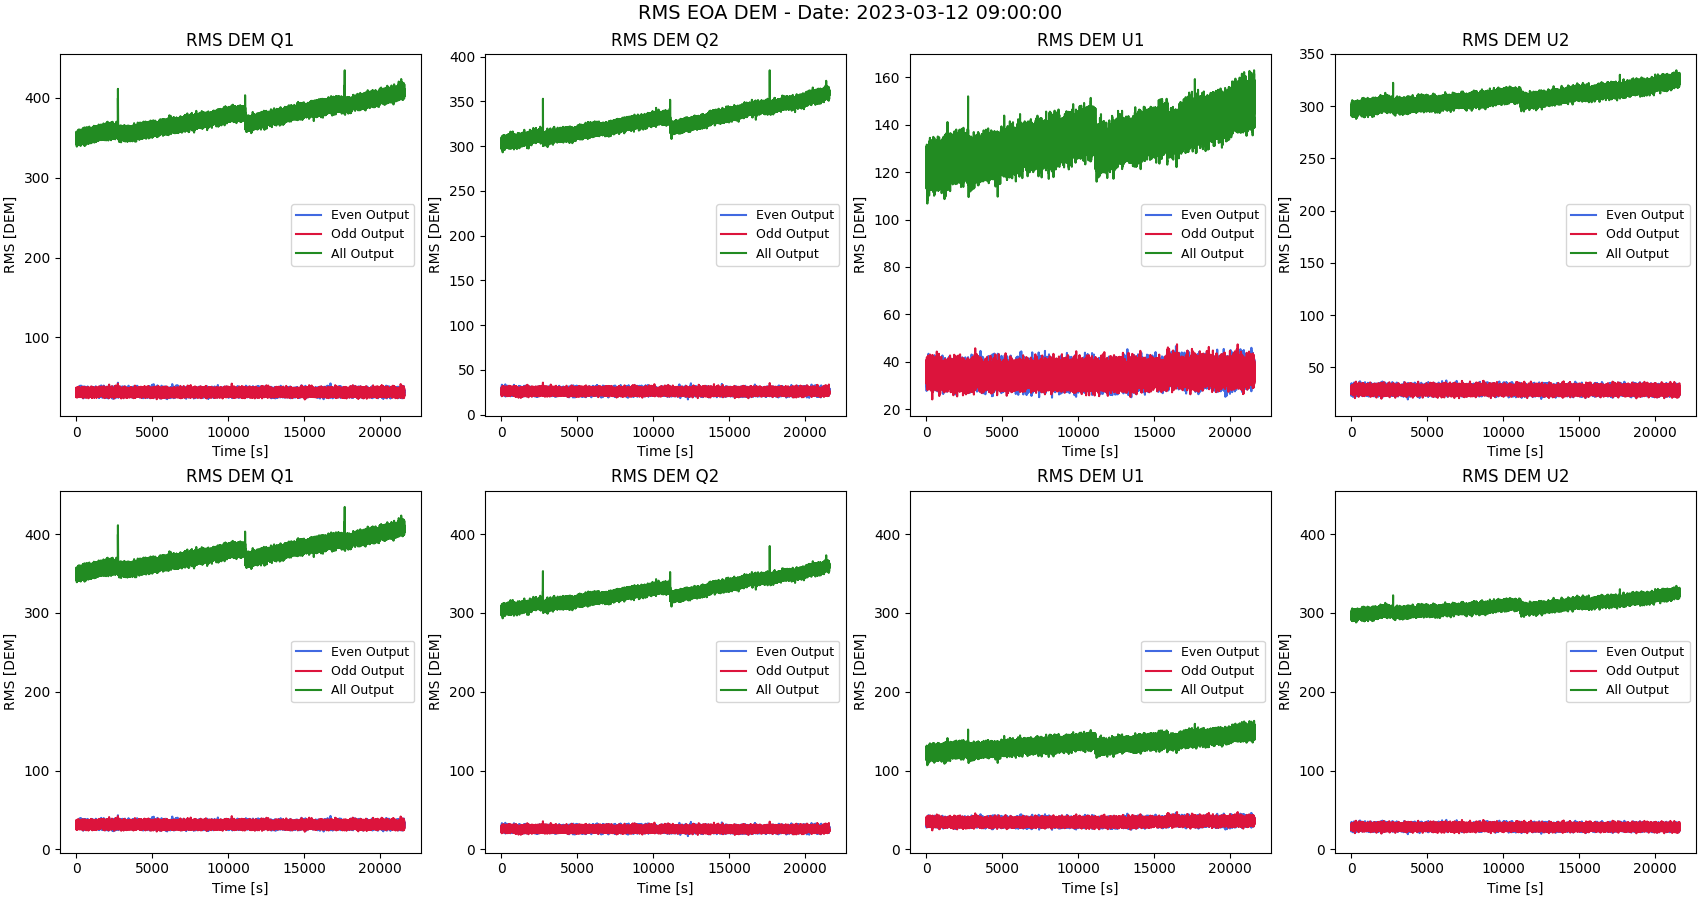 RMS EOA DEM - Date: 2023-03-12 09:00:00
RMS DEM Q1
RMS [DEM]
400
300
200
100
Even Output
Odd Output
All Output
0 5000 10000 15000 20000
Time [s]
RMS DEM Q2
RMS [DEM]
400
350
300
250
200
150
100
50
0
Even Output
Odd Output
All Output
0 5000 10000 15000 20000
Time [s]
RMS DEM U1
RMS [DEM]
160
140
120
100
80
60
40
20
Even Output
Odd Output
All Output
0 5000 10000 15000 20000
Time [s]
RMS DEM U2
RMS [DEM]
350
300
250
200
150
100
50
Even Output
Odd Output
All Output
0 5000 10000 15000 20000
Time [s]
RMS DEM Q1
RMS [DEM]
400
300
200
100
0
Even Output
Odd Output
All Output
0 5000 10000 15000 20000
Time [s]
RMS DEM Q2
RMS [DEM]
400
300
200
100
0
Even Output
Odd Output
All Output
0 5000 10000 15000 20000
Time [s]
RMS DEM U1
RMS [DEM]
400
300
200
100
0
Even Output
Odd Output
All Output
0 5000 10000 15000 20000
Time [s]
RMS DEM U2
RMS [DEM]
400
300
200
100
0
Even Output
Odd Output
All Output
0 5000 10000 15000 20000
Time [s]